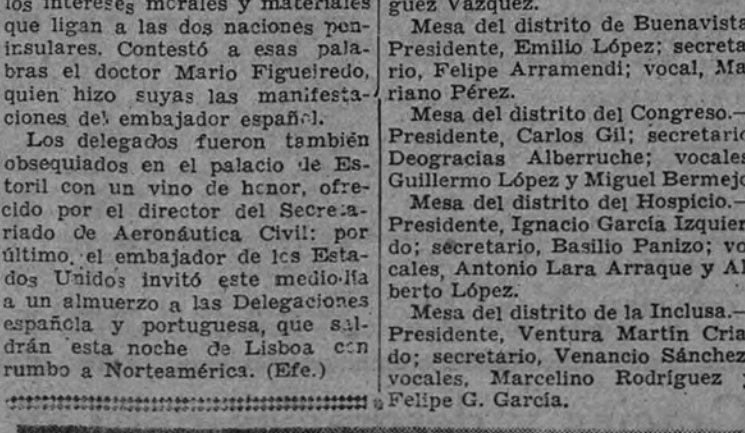 los intereses morales y materiales
que ligan a las dos naciones pen-
insulares. Contestó a esas pala-
bras el doctor Mario Figueiredo,
quien hizo suyas las manifesta-
ciones del embajador español.
Los delegados fueron también
obsequiados en el palacio de Es-
toril con un vino de honor, ofre-
cido por el director del Secreta-
riado de Aeronáutica Civil; por
último, el embajador de los Esta-
dos Unidos invitó este mediodía
a un almuerzo a las Delegaciones
española y portuguesa, que sal-
drán esta noche de Lisboa con
rumbo a Norteamérica. (Efe.)
guez Vázquez.
Mesa del distrito de Buenavista
Presidente, Emilio López; secreta
rio, Felipe Arramendi; vocal, Ma
riano Pérez.
Mesa del distrito del Congreso.—
Presidente, Carlos Gil; secretario
Deogracias Alberruche; vocales
Guillermo López y Miguel Bermejo
Mesa del distrito del Hospicio.—
Presidente, Ignacio García Izquier
do; secretario, Basilio Panizo; vo
cales, Antonio Lara Arraque y Al
berto López.
Mesa del distrito de la Inclusa.—
Presidente, Ventura Martín Cria
do; secretario, Venancio Sánchez
vocales, Marcelino Rodríguez y
Felipe G. García.